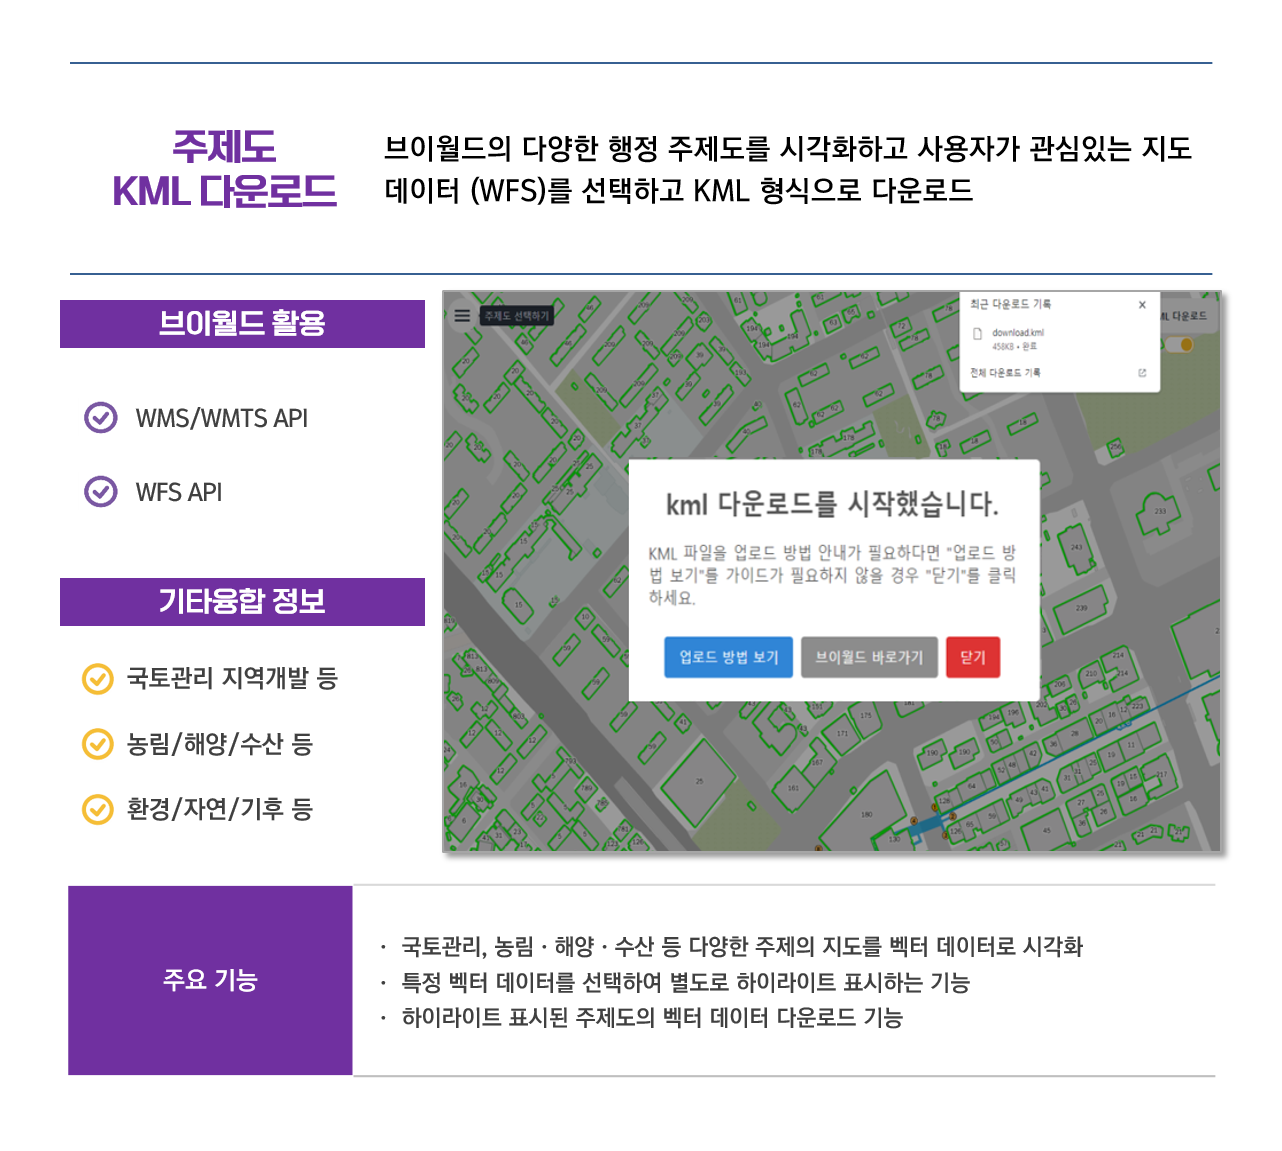 주제도
KML 다운로드
브이월드의 다양한 행정 주제도를 시각화하고 사용자가 관심있는 지도
데이터 (WFS)를 선택하고 KML 형식으로 다운로드
브이월드 활용
WMS/WMTS API
WFS API
기타융합 정보
국토관리 지역개발 등
농림/해양/수산 등
환경/자연/기후 등
주제도 선택하기
최근 다운로드 기록
download.kml
458KB • 완료
전체 다운로드 기록
ML 다운로드
kml 다운로드를 시작했습니다.
KML 파일을 업로드 방법 안내가 필요하다면 "업로드 방
법 보기"를 가이드가 필요하지 않을 경우 "닫기"를 클릭
하세요.
업로드 방법 보기
브이월드 바로가기
닫기
주요 기능
· 국토관리, 농림 · 해양 · 수산 등 다양한 주제의 지도를 벡터 데이터로 시각화
· 특정 벡터 데이터를 선택하여 별도로 하이라이트 표시하는 기능
· 하이라이트 표시된 주제도의 벡터 데이터 다운로드 기능